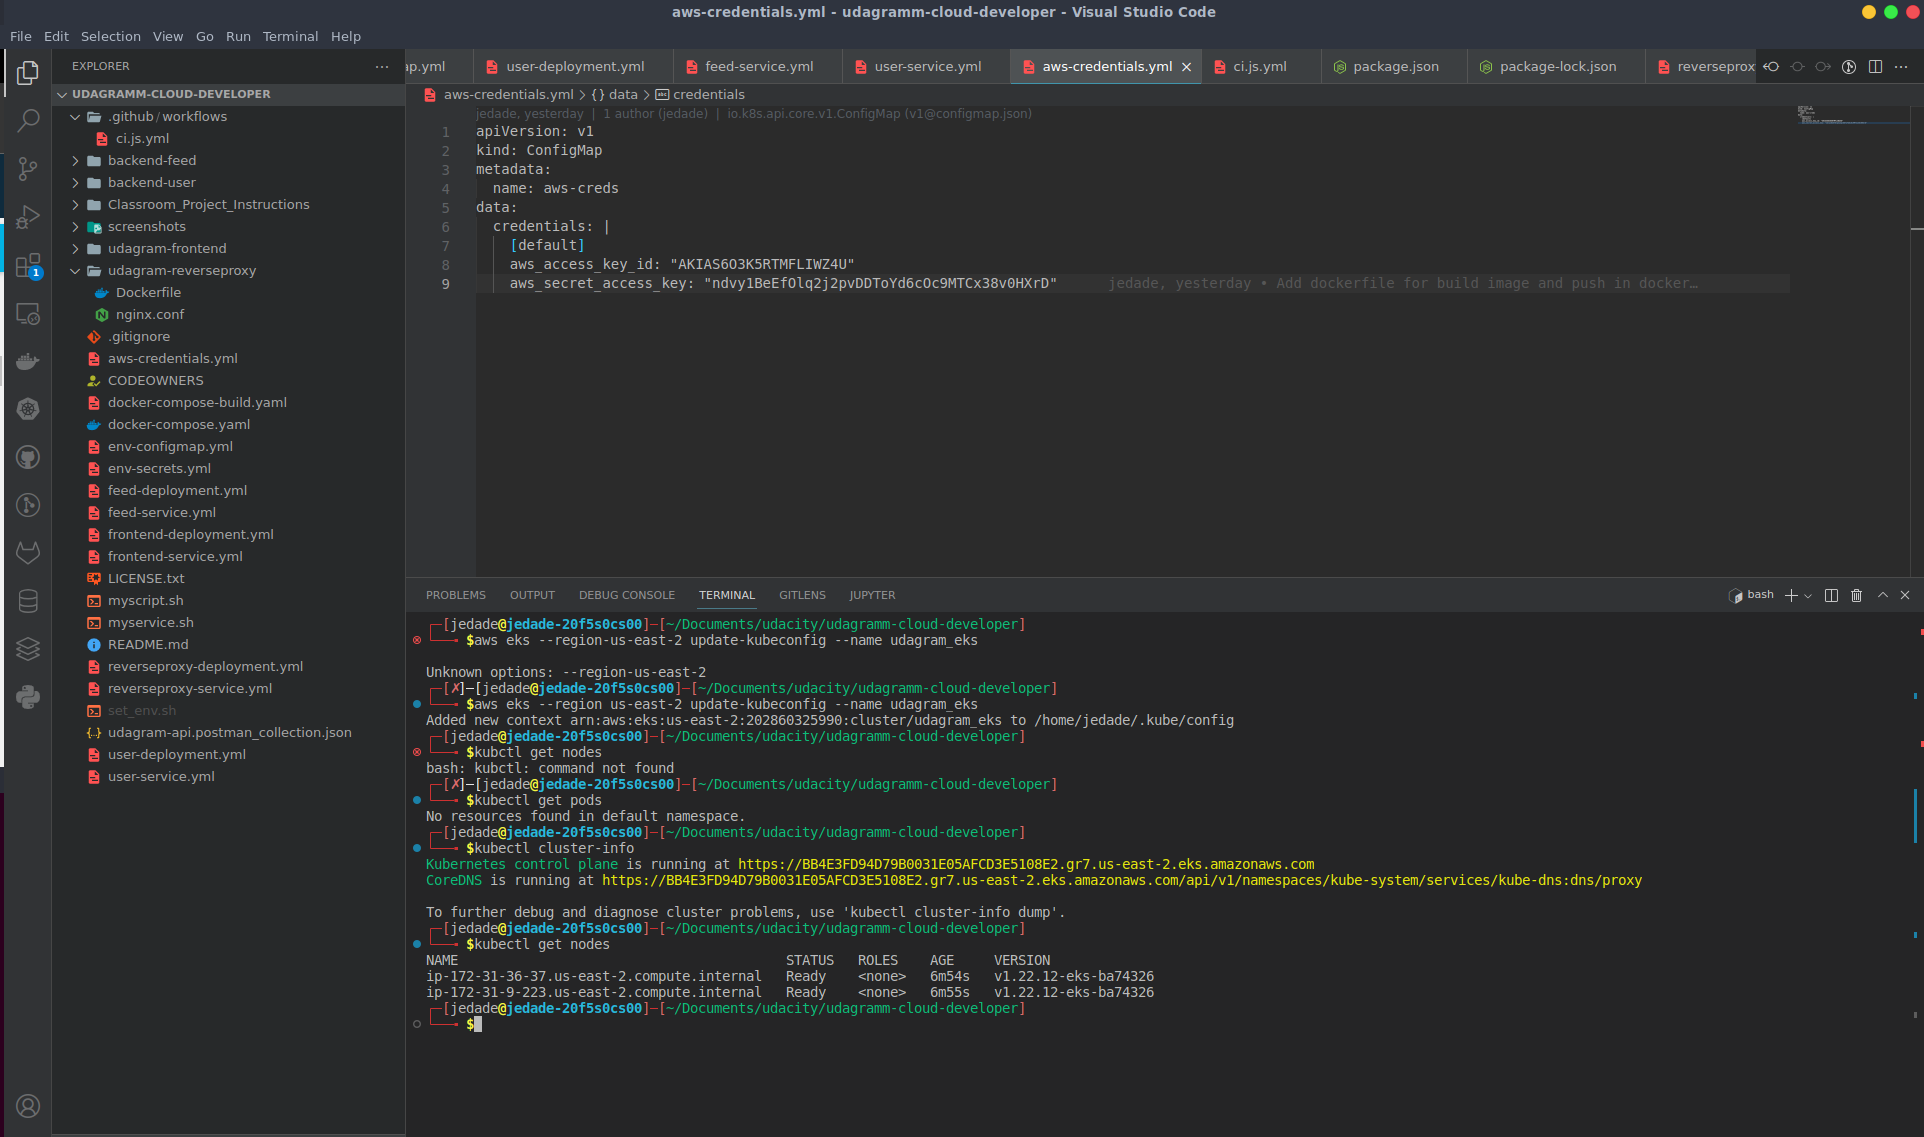 aws-credentials.yml - udagramm-cloud-developer - Visual Studio Code
File Edit Selection View Go Run Terminal Help
EXPLORER
UDAGRAMM-CLOUD-DEVELOPER
.github / workflows
ci.js.yml
backend-feed
backend-user
Classroom_Project_Instructions
screenshots
udagram-frontend
udagram-reverseproxy
Dockerfile
nginx.conf
.gitignore
aws-credentials.yml
CODEOWNERS
docker-compose-build.yaml
docker-compose.yaml
env-configmap.yml
env-secrets.yml
feed-deployment.yml
feed-service.yml
frontend-deployment.yml
frontend-service.yml
LICENSE.txt
myscript.sh
myservice.sh
README.md
reverseproxy-deployment.yml
reverseproxy-service.yml
set_env.sh
udagram-api.postman_collection.json
user-deployment.yml
user-service.yml
1
ap.yml user-deployment.yml feed-service.yml user-service.yml aws-credentials.yml ci.js.yml package.json package-lock.json reverseprox
aws-credentials.yml > {} data > credentials
jedade, yesterday | 1 author (jedade) | io.k8s.api.core.v1.ConfigMap (v1@configmap.json)
1 apiVersion: v1
2 kind: ConfigMap
3 metadata:
4 name: aws-creds
5 data:
6 credentials: |
7 [default]
8 aws_access_key_id:
9 aws_secret_access_key: jedade, yesterday • Add dockerfile for build image and push in docker…
PROBLEMS OUTPUT DEBUG CONSOLE TERMINAL GITLENS JUPYTER
bash
[jedade@jedade-20f5s0cs00]─[~/Documents/udacity/udagramm-cloud-developer]
$aws eks --region-us-east-2 update-kubeconfig --name udagram_eks
Unknown options: --region-us-east-2
[✗]─[jedade@jedade-20f5s0cs00]─[~/Documents/udacity/udagramm-cloud-developer]
$aws eks --region us-east-2 update-kubeconfig --name udagram_eks
Added new context arn:aws:eks:us-east-2:202860325990:cluster/udagram_eks to /home/jedade/.kube/config
[jedade@jedade-20f5s0cs00]─[~/Documents/udacity/udagramm-cloud-developer]
$kubctl get nodes
bash: kubctl: command not found
[✗]─[jedade@jedade-20f5s0cs00]─[~/Documents/udacity/udagramm-cloud-developer]
$kubectl get pods
No resources found in default namespace.
[jedade@jedade-20f5s0cs00]─[~/Documents/udacity/udagramm-cloud-developer]
$kubectl cluster-info
Kubernetes control plane is running at https://BB4E3FD94D79B0031E05AFCD3E5108E2.gr7.us-east-2.eks.amazonaws.com
CoreDNS is running at https://BB4E3FD94D79B0031E05AFCD3E5108E2.gr7.us-east-2.eks.amazonaws.com/api/v1/namespaces/kube-system/services/kube-dns:dns/proxy
To further debug and diagnose cluster problems, use 'kubectl cluster-info dump'.
[jedade@jedade-20f5s0cs00]─[~/Documents/udacity/udagramm-cloud-developer]
$kubectl get nodes
NAME STATUS ROLES AGE VERSION
ip-172-31-36-37.us-east-2.compute.internal Ready <none> 6m54s v1.22.12-eks-ba74326
ip-172-31-9-223.us-east-2.compute.internal Ready <none> 6m55s v1.22.12-eks-ba74326
[jedade@jedade-20f5s0cs00]─[~/Documents/udacity/udagramm-cloud-developer]
$